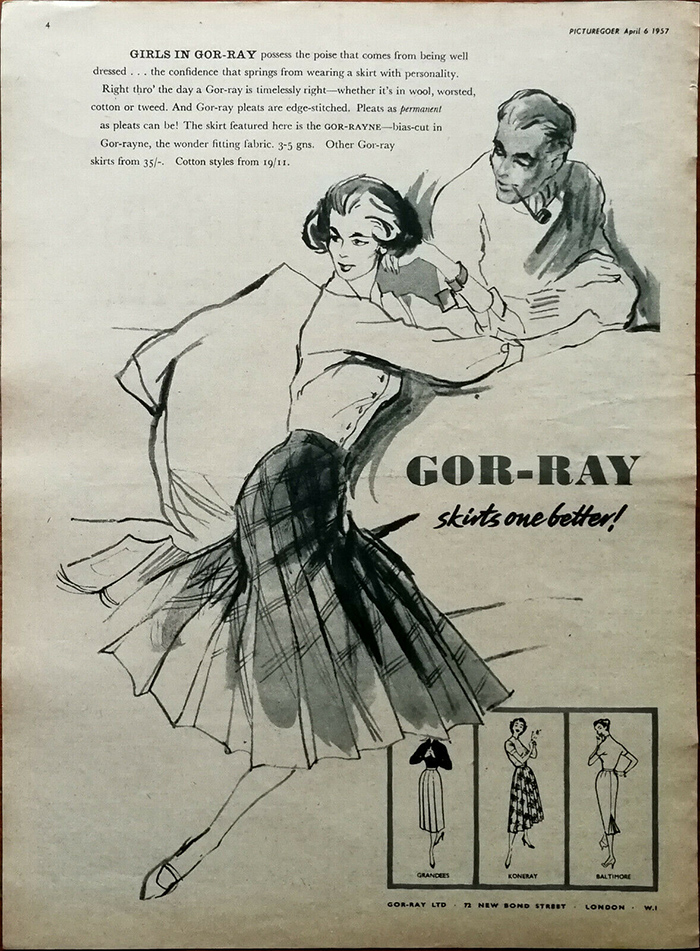 4
PICTUREGOER April 6 1957
GIRLS IN GOR-RAY possess the poise that comes from being well
dressed . . . the confidence that springs from wearing a skirt with personality.
Right thro' the day a Gor-ray is timelessly right—whether it's in wool, worsted,
cotton or tweed. And Gor-ray pleats are edge-stitched. Pleats as permanent
as pleats can be! The skirt featured here is the GOR-RAYNE—bias-cut in
Gor-rayne, the wonder fitting fabric. 3-5 gns. Other Gor-ray
skirts from 35/-. Cotton styles from 19/11.
GOR-RAY
skirts one better!
GRANDEES
KONERAY
BALTIMORE
GOR-RAY LTD · 72 NEW BOND STREET · LONDON · W.1